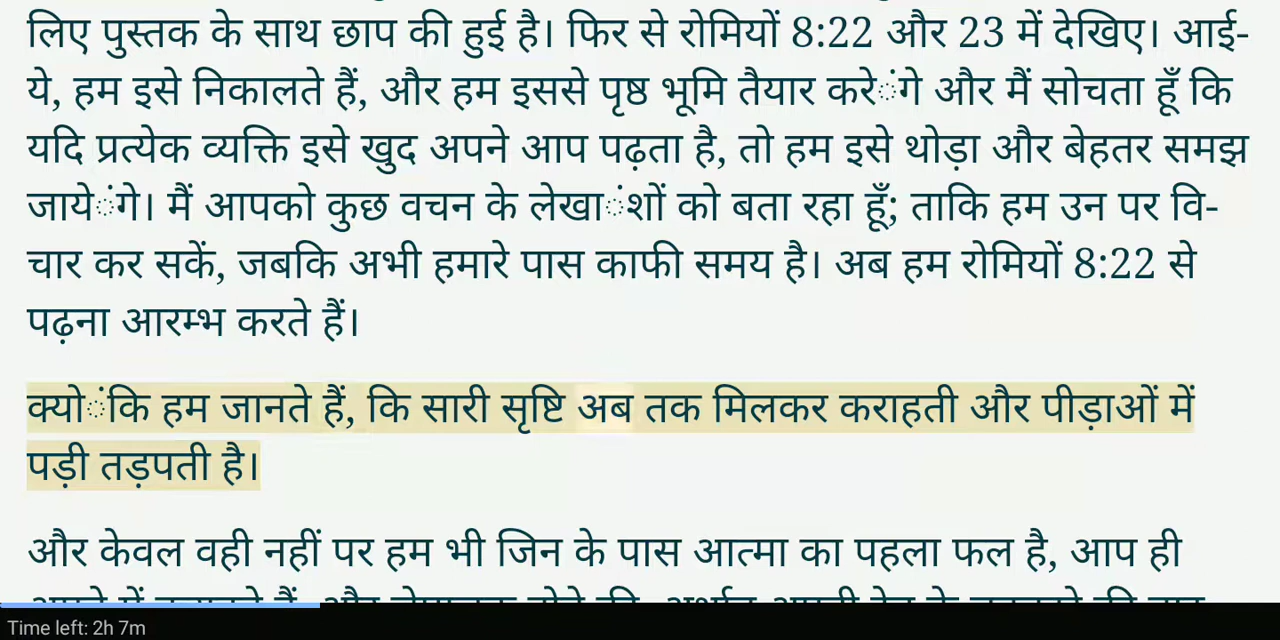 लिए पुस्तक के साथ छाप की हुई है। फिर से रोमियों 8:22 और 23 में देखिए। आई-
ये, हम इसे निकालते हैं, और हम इससे पृष्ठ भूमि तैयार करेंगे और मैं सोचता हूँ कि
यदि प्रत्येक व्यक्ति इसे खुद अपने आप पढ़ता है, तो हम इसे थोड़ा और बेहतर समझ
जायेंगे। मैं आपको कुछ वचन के लेखांशों को बता रहा हूँ; ताकि हम उन पर वि-
चार कर सकें, जबकि अभी हमारे पास काफी समय है। अब हम रोमियों 8:22 से
पढ़ना आरम्भ करते हैं।
क्योंकि हम जानते हैं, कि सारी सृष्टि अब तक मिलकर कराहती और पीड़ाओं में
पड़ी तड़पती है।
और केवल वही नहीं पर हम भी जिन के पास आत्मा का पहला फल है, आप ही
Time left: 2h 7m